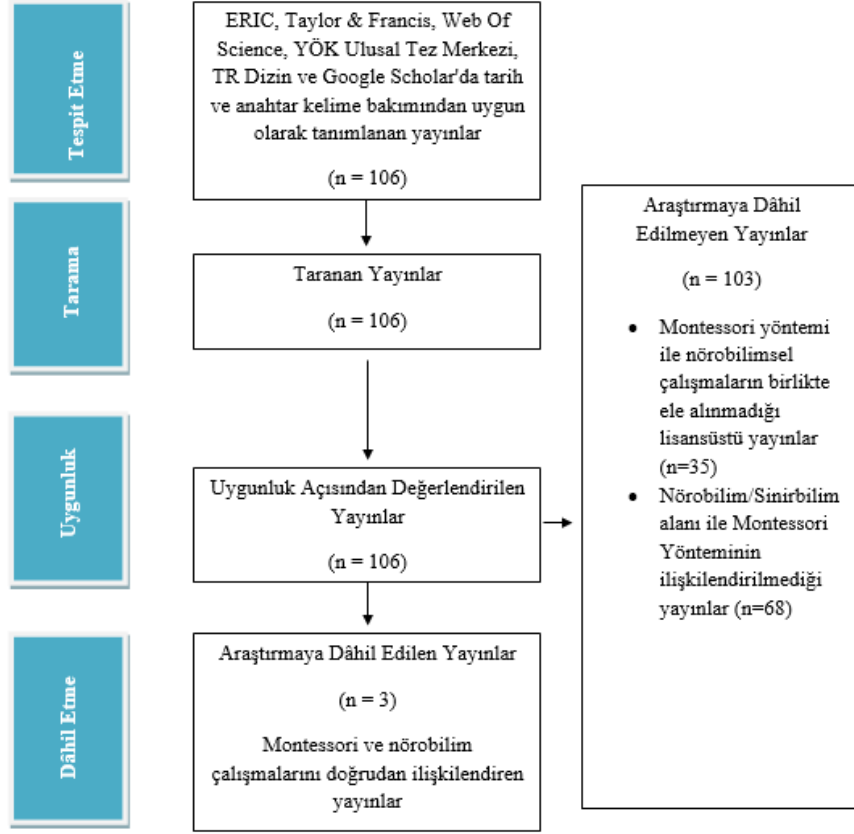 Tespit Etme
ERIC, Taylor & Francis, Web Of
Science, YÖK Ulusal Tez Merkezi,
TR Dizin ve Google Scholar'da tarih
ve anahtar kelime bakımından uygun
olarak tanımlanan yayınlar
(n = 106)
Tarama
Taranan Yayınlar
(n = 106)
Uygunluk
Uygunluk Açısından Değerlendirilen
Yayınlar
(n = 106)
Araştırmaya Dâhil
Edilmeyen Yayınlar
(n = 103)
• Montessori yöntemi
ile nörobilimsel
çalışmaların birlikte
ele alınmadığı
lisansüstü yayınlar
(n=35)
• Nörobilim/Sinirbilim
alanı ile Montessori
Yönteminin
ilişkilendirilmediği
yayınlar (n=68)
Dâhil Etme
Araştırmaya Dâhil Edilen Yayınlar
(n = 3)
Montessori ve nörobilim
çalışmalarını doğrudan ilişkilendiren
yayınlar